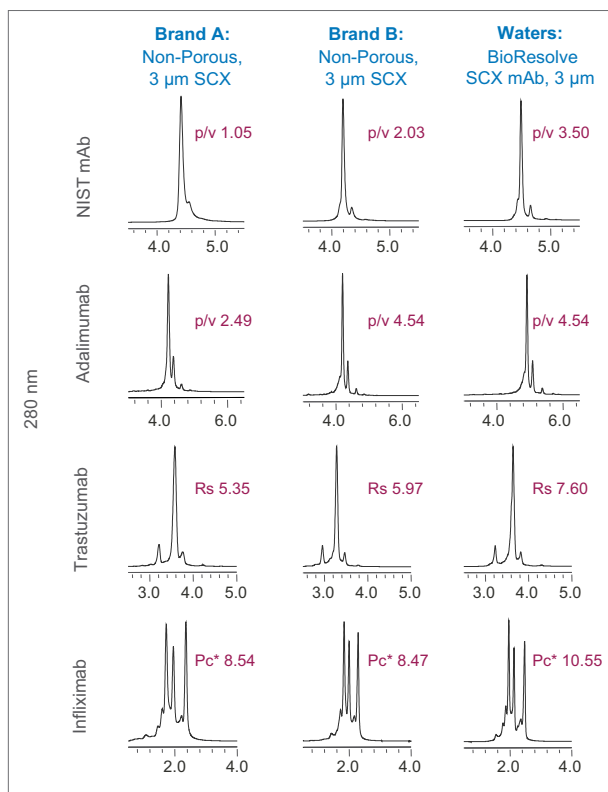 Brand A:
Non-Porous,
3 µm SCX
Brand B:
Non-Porous,
3 µm SCX
Waters:
BioResolve
SCX mAb, 3 µm
280 nm
NIST mAb
p/v 1.05
4.0 5.0
p/v 2.03
4.0 5.0
p/v 3.50
4.0 5.0
Adalimumab
p/v 2.49
4.0 6.0
p/v 4.54
4.0 6.0
p/v 4.54
4.0 6.0
Trastuzumab
Rs 5.35
3.0 4.0 5.0
Rs 5.97
3.0 4.0 5.0
Rs 7.60
3.0 4.0 5.0
Infliximab
Pc* 8.54
2.0 4.0
Pc* 8.47
2.0 4.0
Pc* 10.55
2.0 4.0